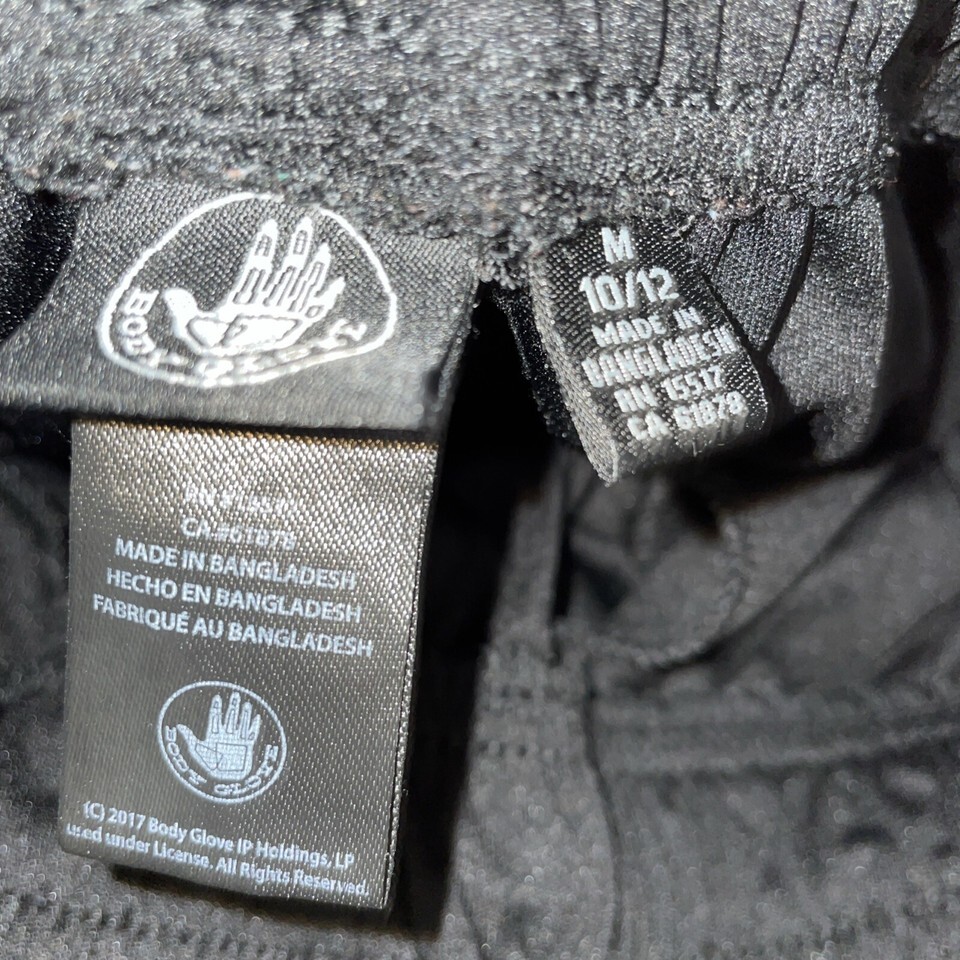 BODY GLOVE
M
10/12
MADE IN
BANGLADESH
RN 15517
CA 61878
CA #61878
MADE IN BANGLADESH
HECHO EN BANGLADESH
FABRIQUÉ AU BANGLADESH
BODY GLOVE
(C) 2017 Body Glove IP Holdings, LP
used under License. All Rights Reserved.